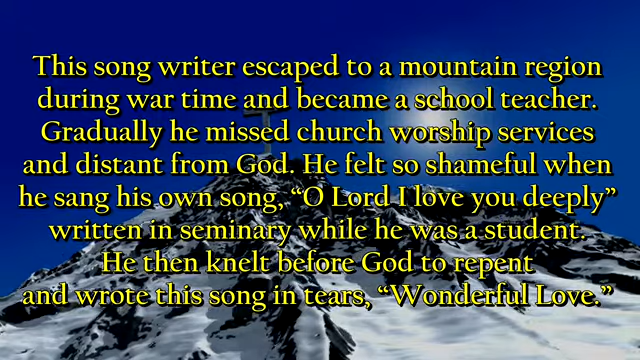 This song writer escaped to a mountain region
during war time and became a school teacher.
Gradually he missed church worship services
and distant from God. He felt so shameful when
he sang his own song, “O Lord I love you deeply”
written in seminary while he was a student.
He then knelt before God to repent
and wrote this song in tears, “Wonderful Love.”